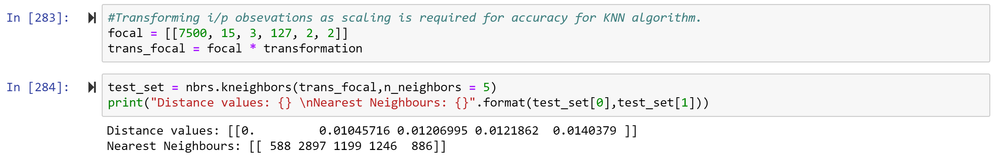 In [283]:
#Transforming i/p obsevations as scaling is required for accuracy for KNN algorithm.
focal = [[7500, 15, 3, 127, 2, 2]]
trans_focal = focal * transformation
In [284]:
test_set = nbrs.kneighbors(trans_focal,n_neighbors = 5)
print("Distance values: {} \nNearest Neighbours: {}".format(test_set[0],test_set[1]))
Distance values: [[0.         0.01045716 0.01206995 0.0121862  0.0140379 ]]
Nearest Neighbours: [[ 588 2897 1199 1246  886]]